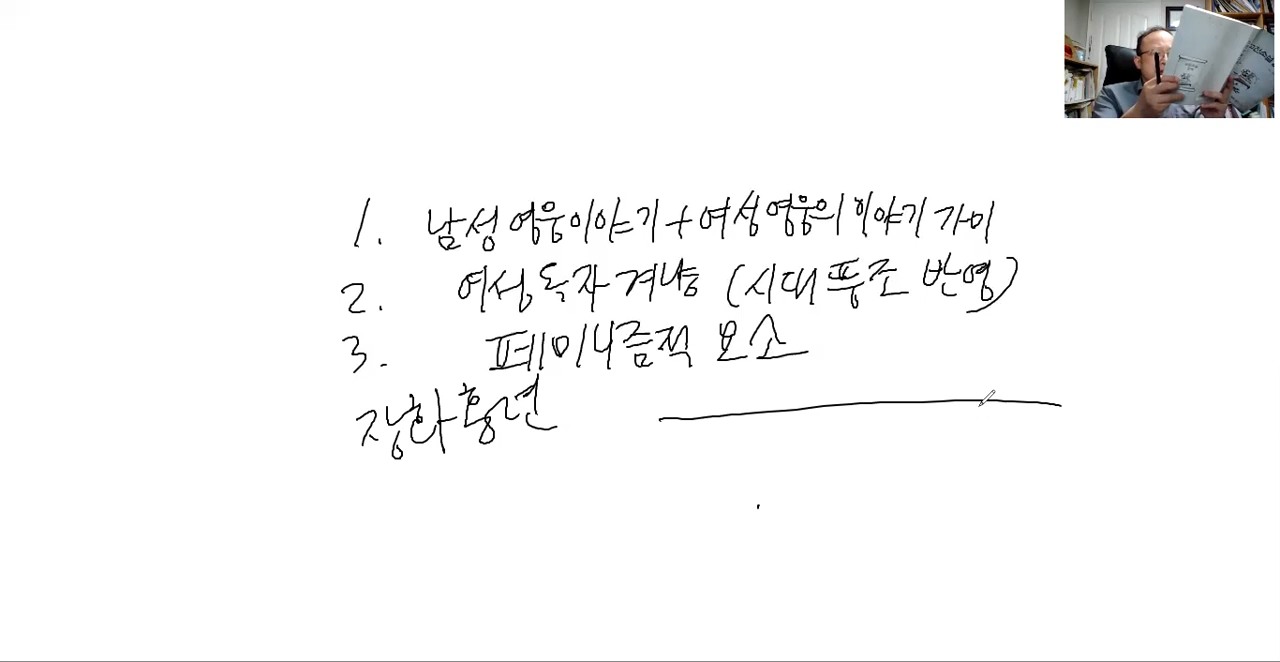 1. 남성영웅이야기+여성영웅의 이야기 가미
2. 여성독자 겨냥 (시대풍조 반영)
3. 페미니즘적 요소
장화홍련